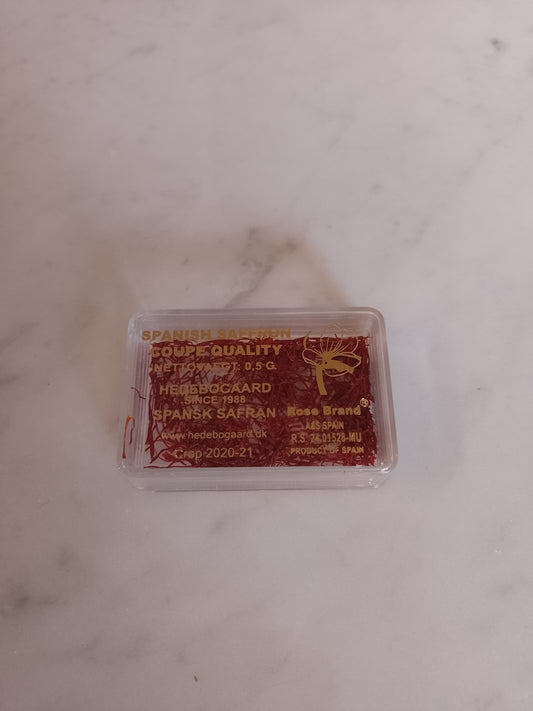 SPANISH SAFFRON
COUPE QUALITY
NETTOVÆGT: 0,5 G.
HEDEBOGAARD
SINCE 1988
SPANSK SAFRAN
www.hedebogaard.dk
Crop 2020-21
Rose Brand®
A&S SPAIN
R.S. 24.01528-MU
PRODUCT OF SPAIN